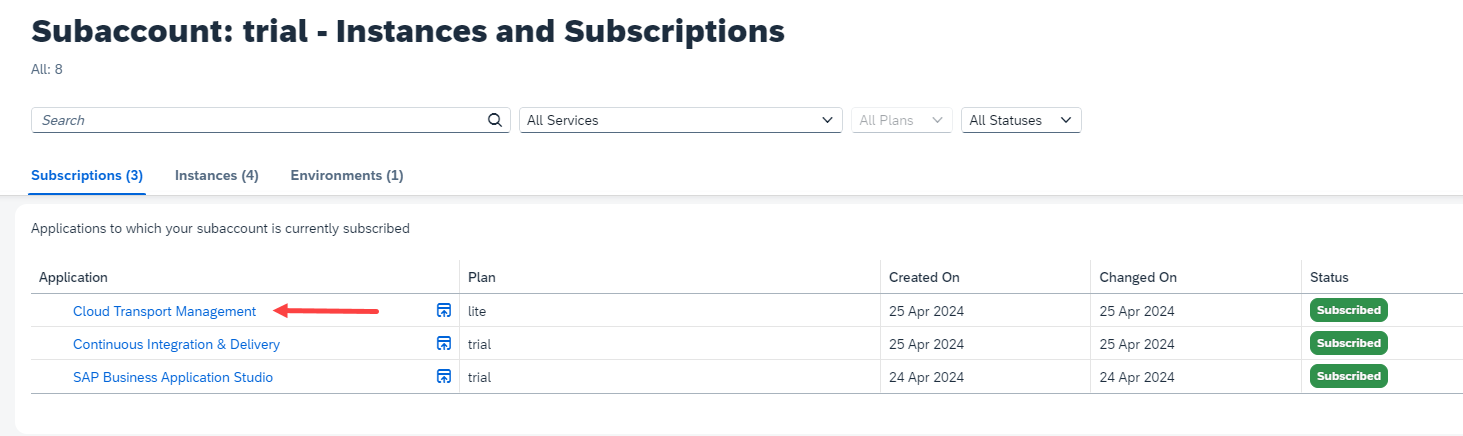 Subaccount: trial - Instances and Subscriptions
All: 8
Search All Services All Plans All Statuses
Subscriptions (3) Instances (4) Environments (1)
Applications to which your subaccount is currently subscribed
Application Plan Created On Changed On Status
Cloud Transport Management lite 25 Apr 2024 25 Apr 2024 Subscribed
Continuous Integration & Delivery trial 25 Apr 2024 25 Apr 2024 Subscribed
SAP Business Application Studio trial 24 Apr 2024 24 Apr 2024 Subscribed